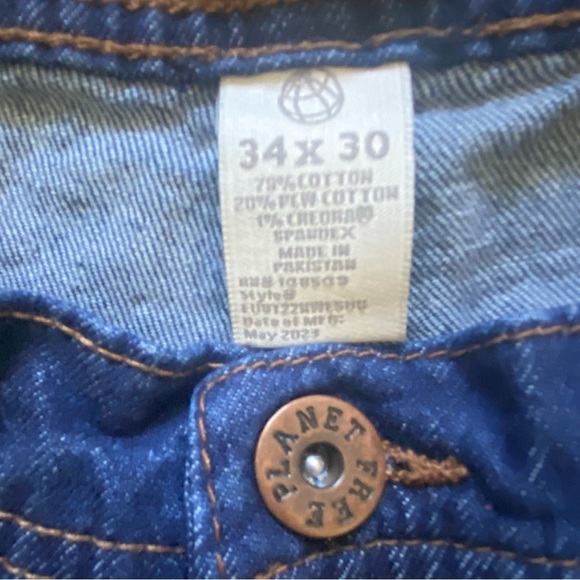 34 x 30
79% COTTON
20% PCW COTTON
1% CREORA®
SPANDEX
MADE IN
PAKISTAN
Style#
Date of MFG:
May 2023
FREE PLANET